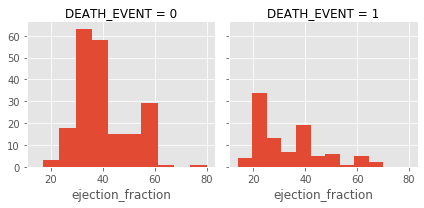 DEATH_EVENT = 0
DEATH_EVENT = 1
60
50
40
30
20
10
0
20 40 60 80
20 40 60 80
ejection_fraction
ejection_fraction